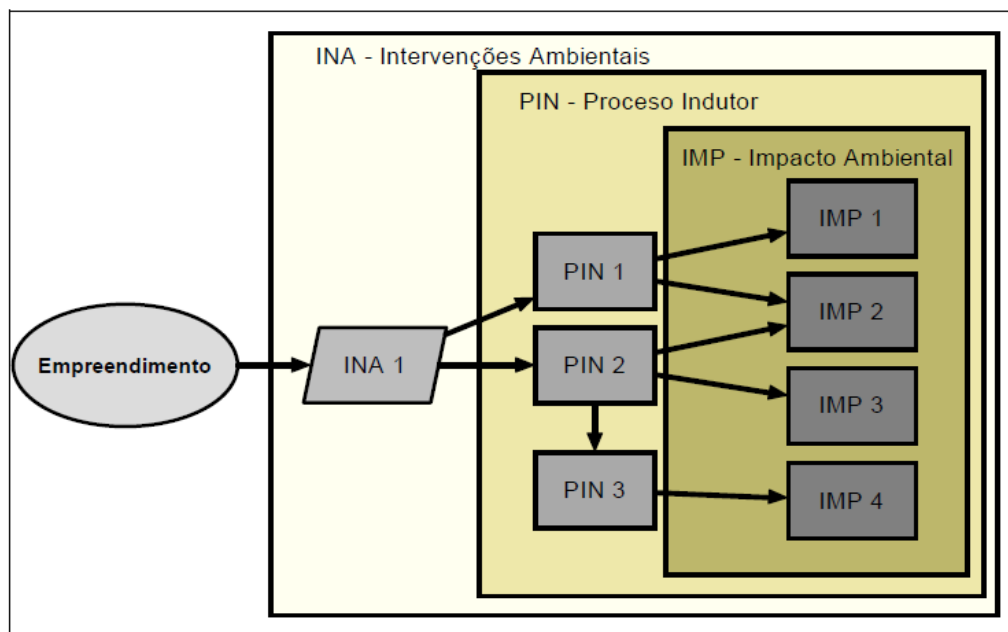 INA - Intervenções Ambientais
PIN - Proceso Indutor
IMP - Impacto Ambiental
IMP 1
PIN 1
IMP 2
Empreendimento
INA 1
PIN 2
IMP 3
PIN 3
IMP 4